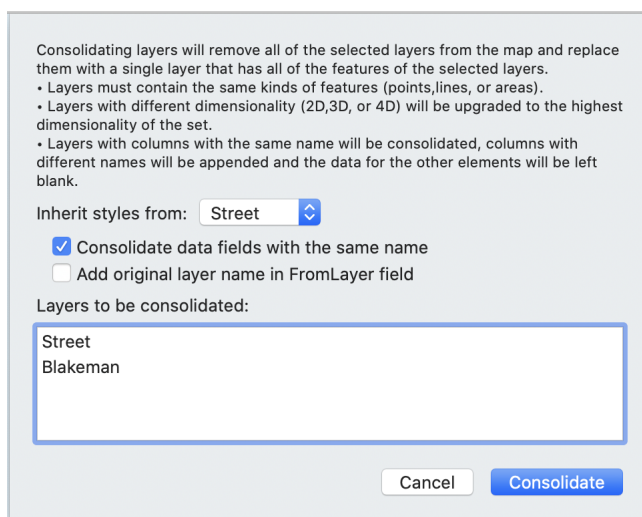 Consolidating layers will remove all of the selected layers from the map and replace
them with a single layer that has all of the features of the selected layers.
• Layers must contain the same kinds of features (points,lines, or areas).
• Layers with different dimensionality (2D,3D, or 4D) will be upgraded to the highest
dimensionality of the set.
• Layers with columns with the same name will be consolidated, columns with
different names will be appended and the data for the other elements will be left
blank.
Inherit styles from: Street
Consolidate data fields with the same name
Add original layer name in FromLayer field
Layers to be consolidated:
Street
Blakeman
Cancel Consolidate